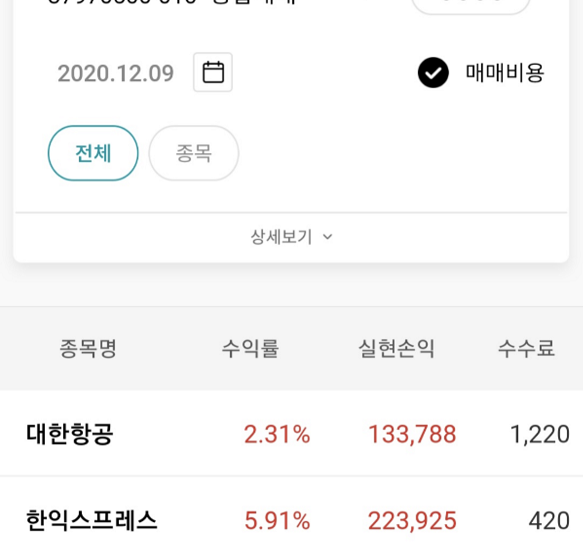 2020.12.09 매매비용
전체 종목
상세보기
종목명 수익률 실현손익 수수료
대한항공 2.31% 133,788 1,220
한익스프레스 5.91% 223,925 420